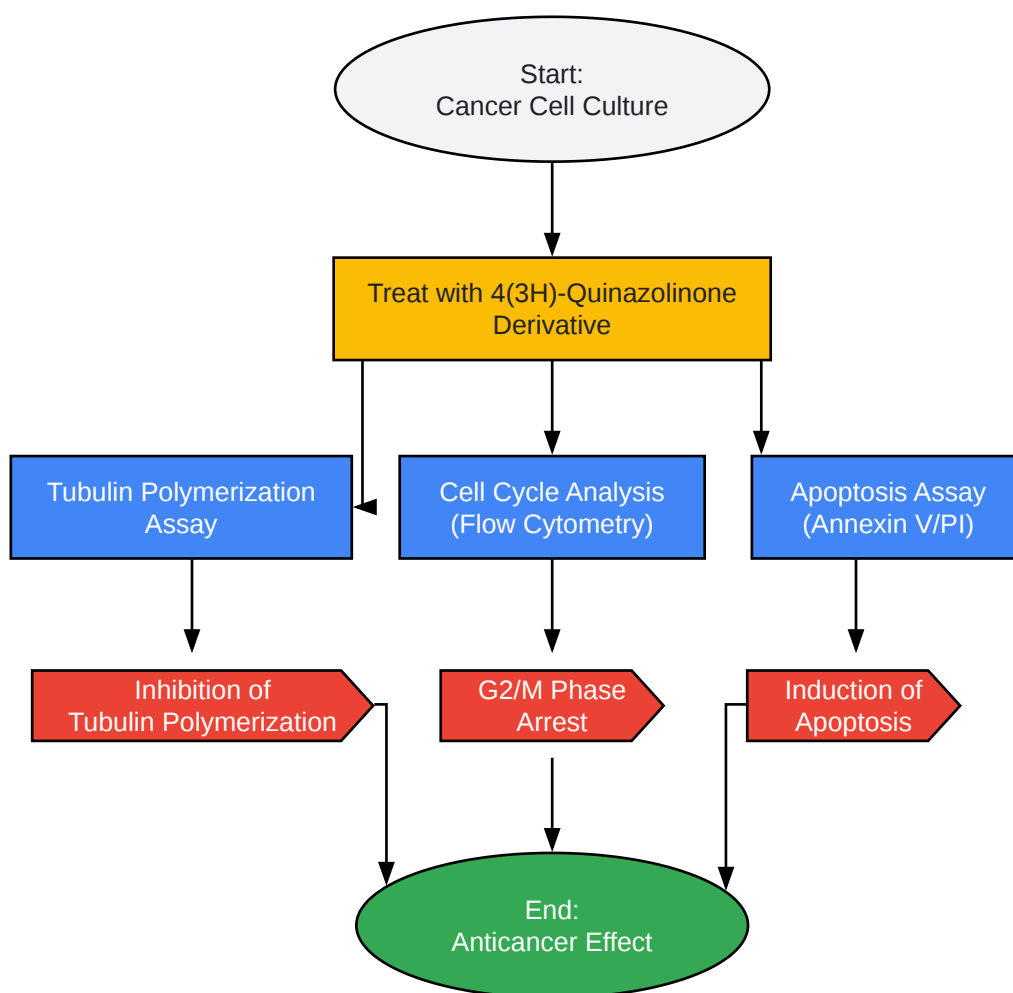 Start:
Cancer Cell Culture
Treat with 4(3H)-Quinazolinone
Derivative
Tubulin Polymerization
Assay
Cell Cycle Analysis
(Flow Cytometry)
Apoptosis Assay
(Annexin V/PI)
Inhibition of
Tubulin Polymerization
G2/M Phase
Arrest
Induction of
Apoptosis
End:
Anticancer Effect